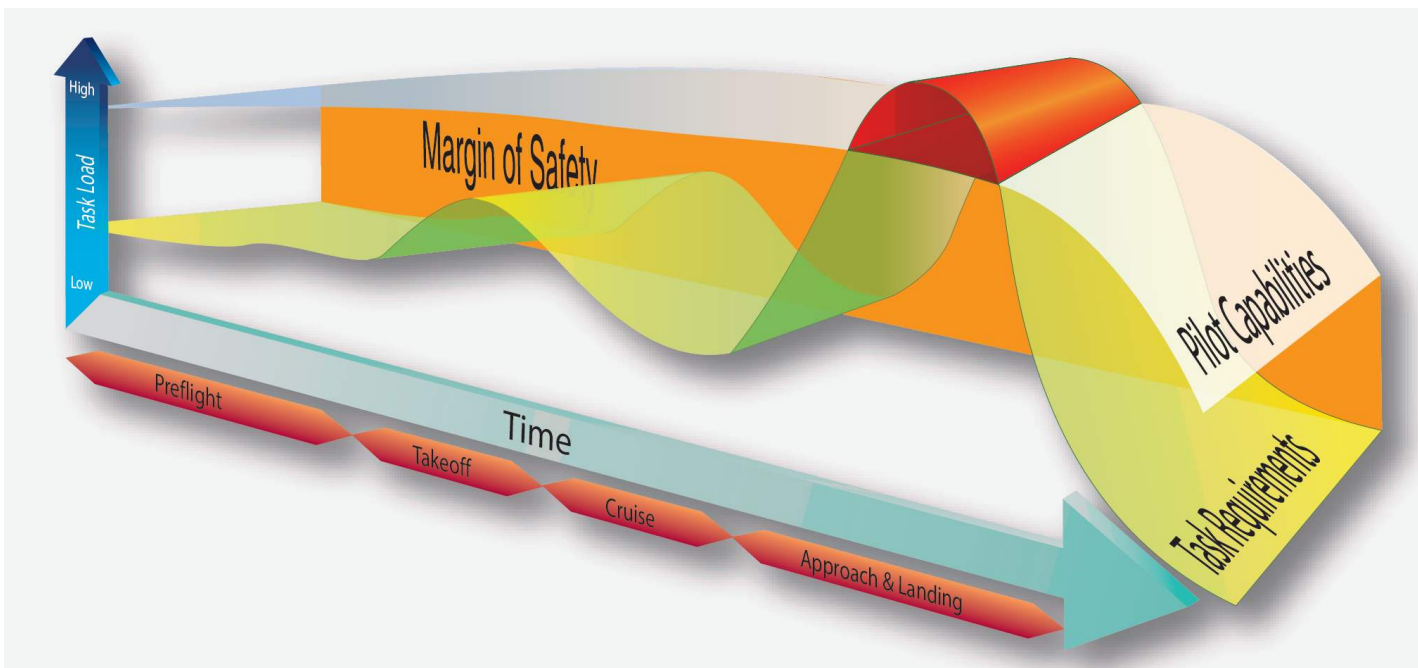 High
Task Load
Low
Margin of Safety
Pilot Capabilities
Task Requirements
Time
Preflight
Takeoff
Cruise
Approach & Landing